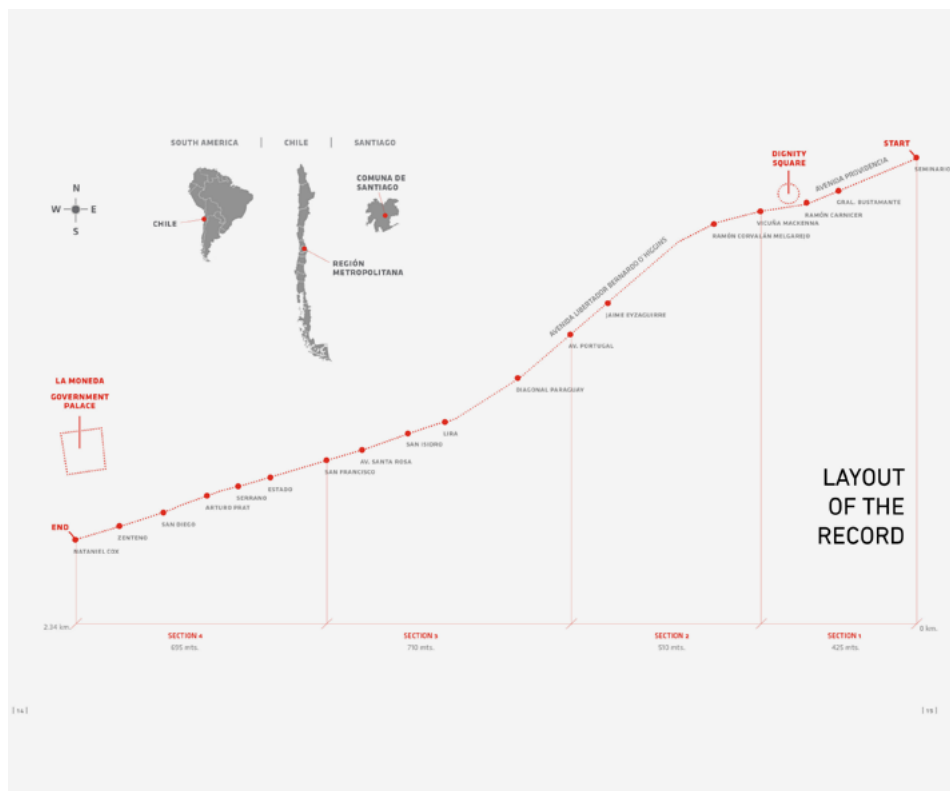 SOUTH AMERICA | CHILE | SANTIAGO
N
W E
S
CHILE
REGIÓN
METROPOLITANA
COMUNA DE
SANTIAGO
DIGNITY
SQUARE
START
SEMINARIO
AVENIDA PROVIDENCIA
GRAL. BUSTAMANTE
RAMÓN CARNICER
VICUÑA MACKENNA
RAMÓN CORVALÁN MELGAREJO
AVENIDA LIBERTADOR BERNARDO O´HIGGINS
JAIME EYZAGUIRRE
AV. PORTUGAL
DIAGONAL PARAGUAY
LIRA
SAN ISIDRO
AV. SANTA ROSA
SAN FRANCISCO
ESTADO
SERRANO
ARTURO PRAT
SAN DIEGO
ZENTENO
NATANIEL COX
END
LA MONEDA
GOVERNMENT
PALACE
LAYOUT
OF THE
RECORD
2.34 km.
0 km.
SECTION 4
695 mts.
SECTION 3
710 mts.
SECTION 2
510 mts.
SECTION 1
425 mts.
| 14 |
| 15 |